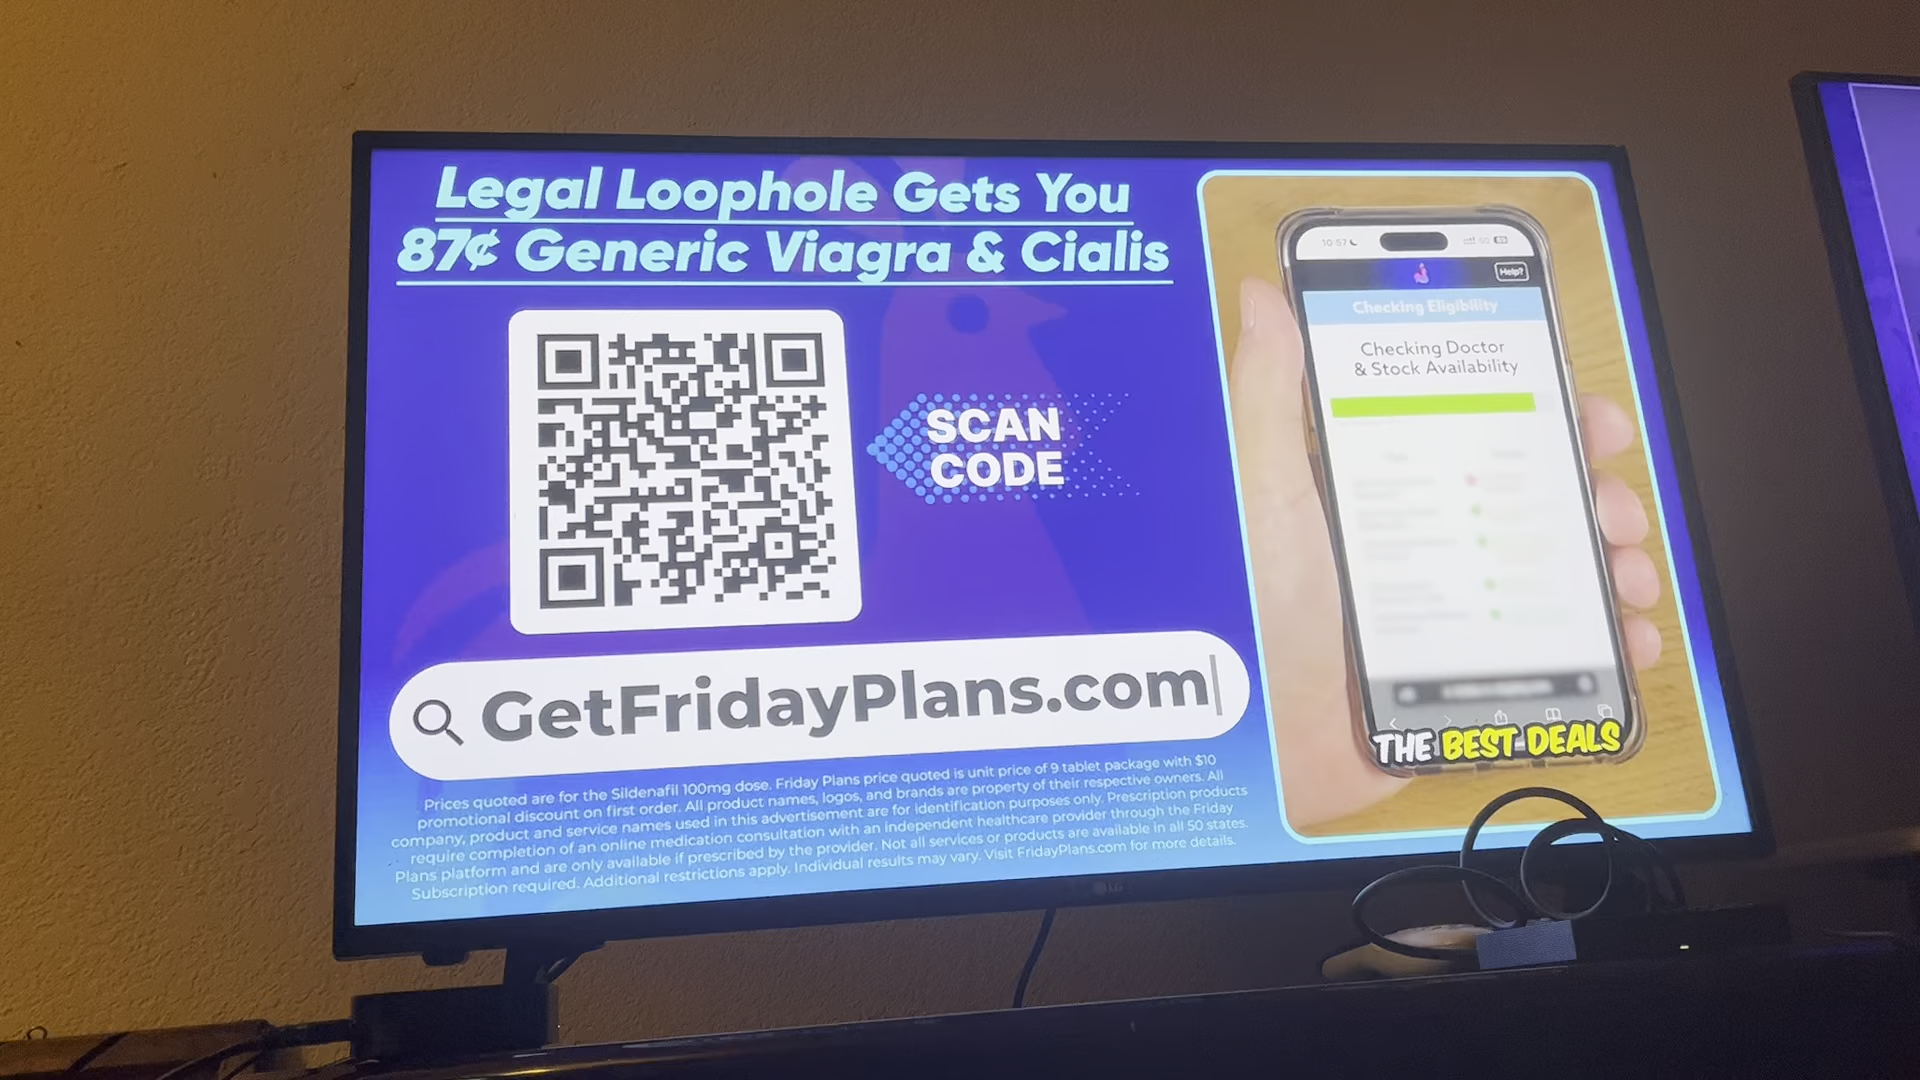 Legal Loophole Gets You
87¢ Generic Viagra & Cialis
SCAN
CODE
GetFridayPlans.com
Prices quoted are for the Sildenafil 100mg dose. Friday Plans price quoted is unit price of 9 tablet package with $10
promotional discount on first order. All product names, logos, and brands are property of their respective owners. All
company, product and service names used in this advertisement are for identification purposes only. Prescription products
require completion of an online medication consultation with an independent healthcare provider through the Friday
Plans platform and are only available if prescribed by the provider. Not all services or products are available in all 50 states.
Subscription required. Additional restrictions apply. Individual results may vary. Visit FridayPlans.com for more details.
10:57
Help?
Checking Eligibility
Checking Doctor
& Stock Availability
THE BEST DEALS
LG